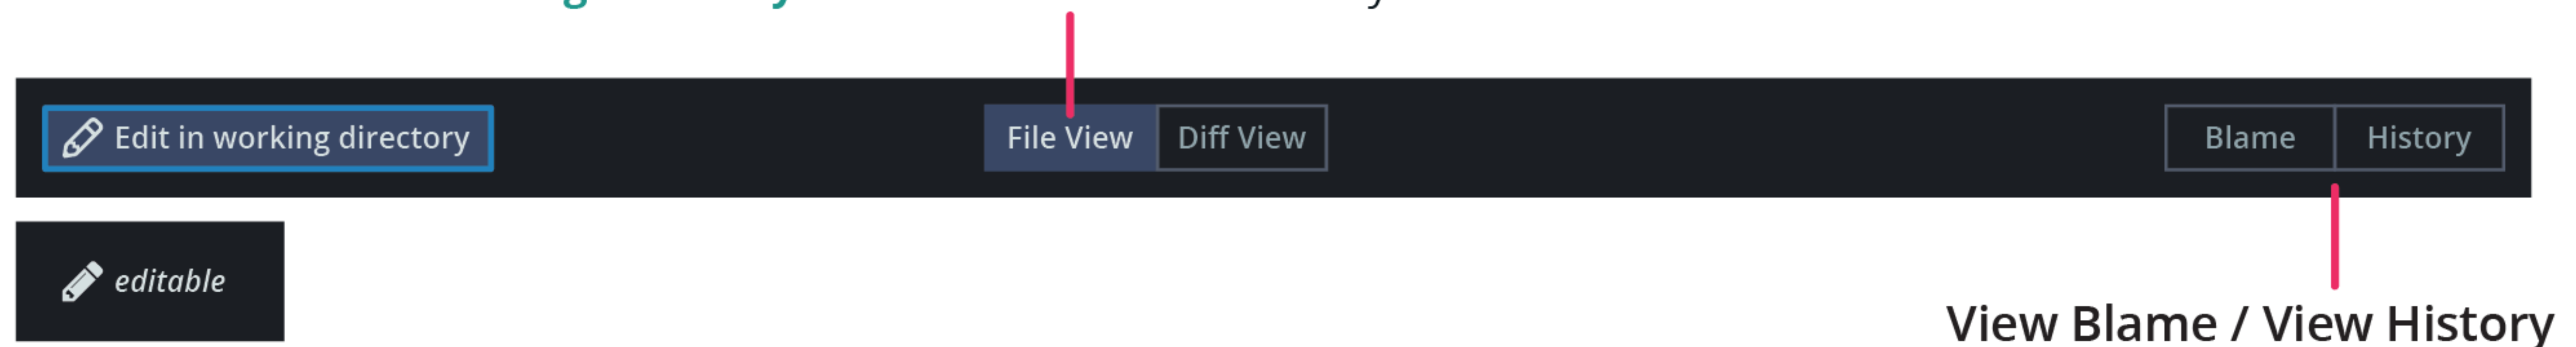 Edit in working directory File View Diff View Blame History
editable
View Blame / View History